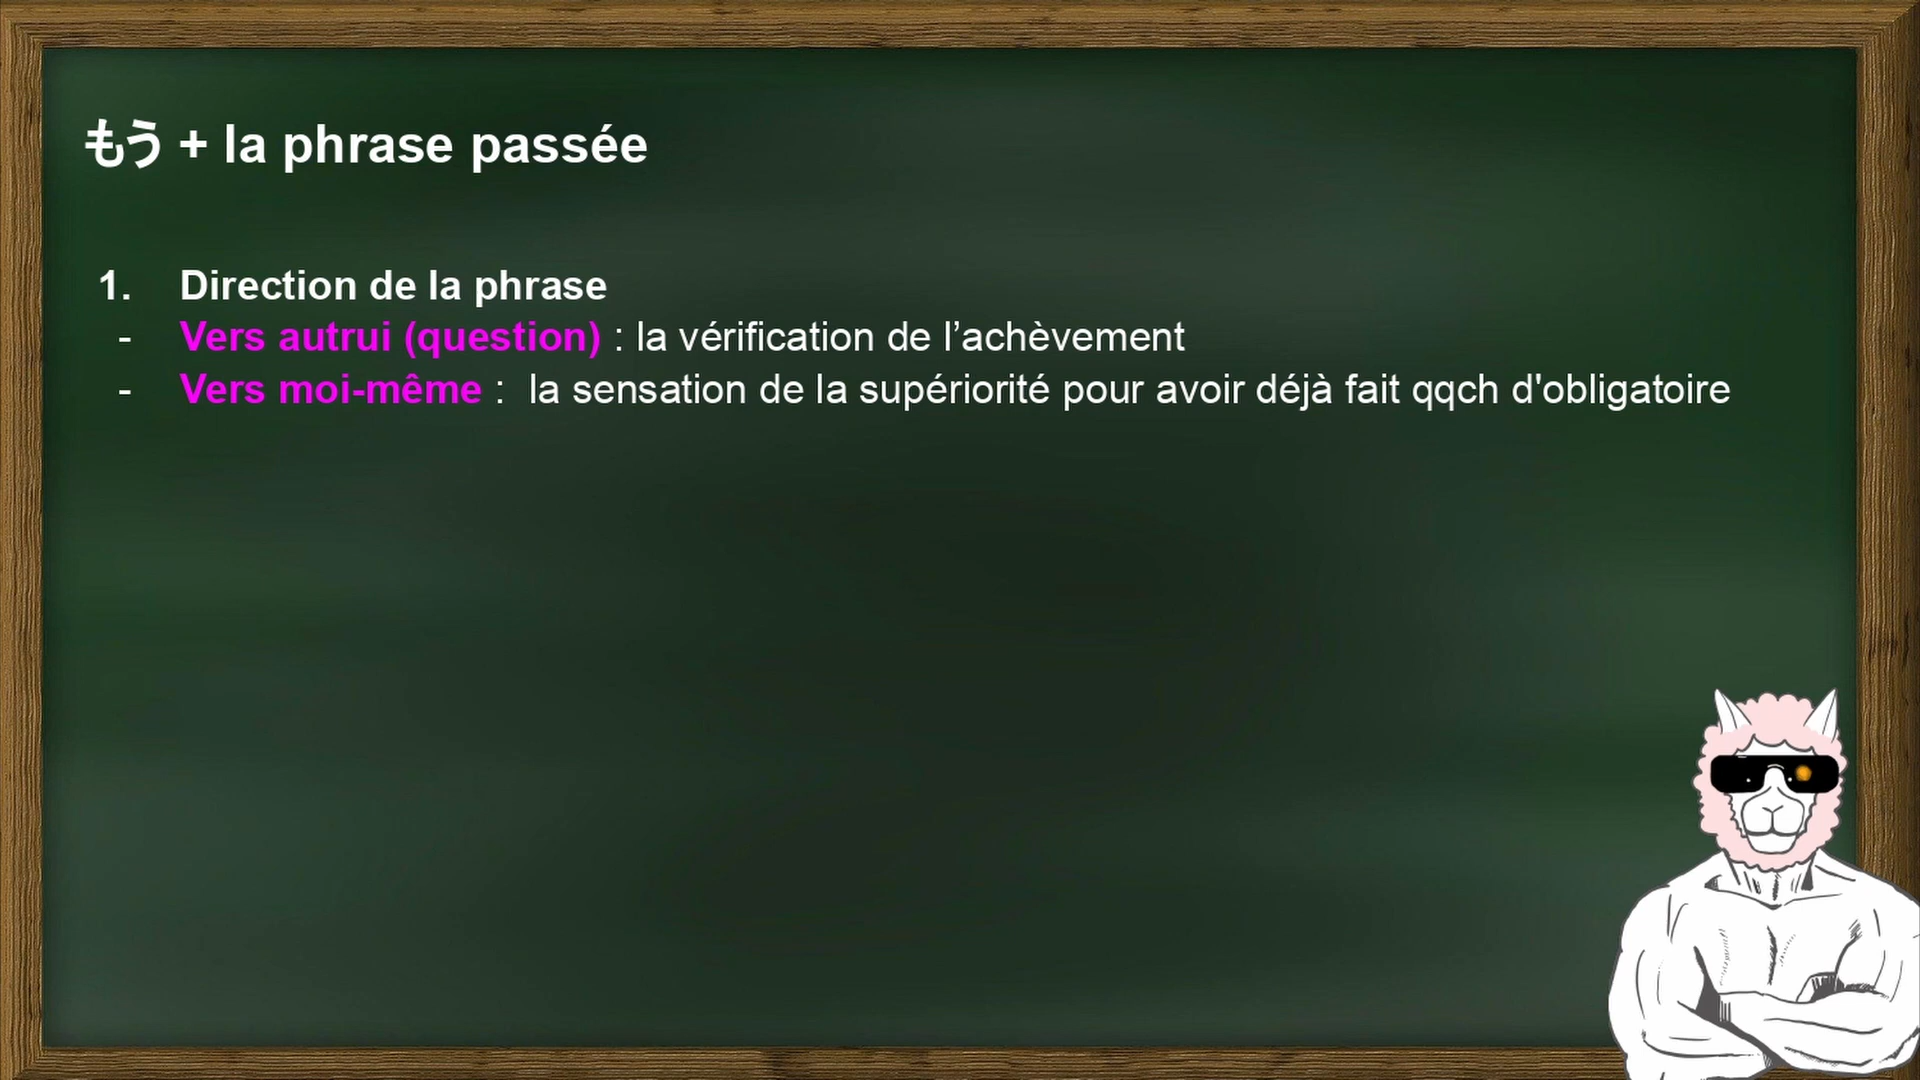 もう + la phrase passée
1. Direction de la phrase
- Vers autrui (question) : la vérification de l’achèvement
- Vers moi-même :  la sensation de la supériorité pour avoir déjà fait qqch d'obligatoire